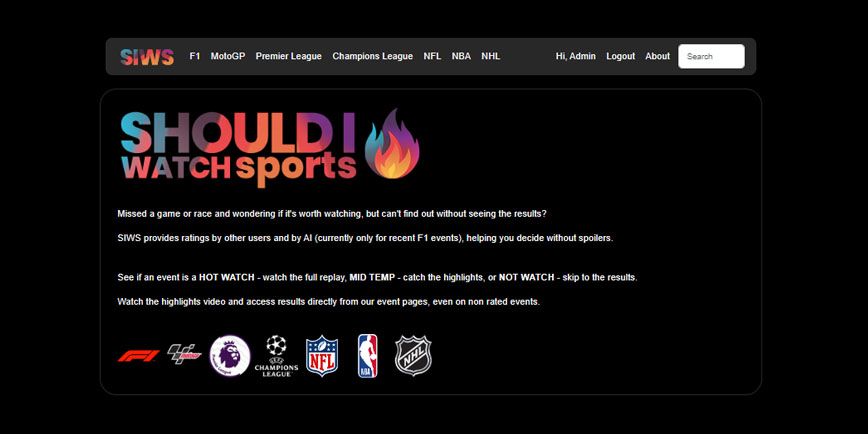 SIWS F1 MotoGP Premier League Champions League NFL NBA NHL Hi, Admin Logout About Search
SHOULD I
WATCH sports
Missed a game or race and wondering if it's worth watching, but can't find out without seeing the results?
SIWS provides ratings by other users and by AI (currently only for recent F1 events), helping you decide without spoilers.
See if an event is a HOT WATCH - watch the full replay, MID TEMP - catch the highlights, or NOT WATCH - skip to the results.
Watch the highlights video and access results directly from our event pages, even on non rated events.
F1
UEFA
CHAMPIONS
LEAGUE
NFL
NBA
NHL